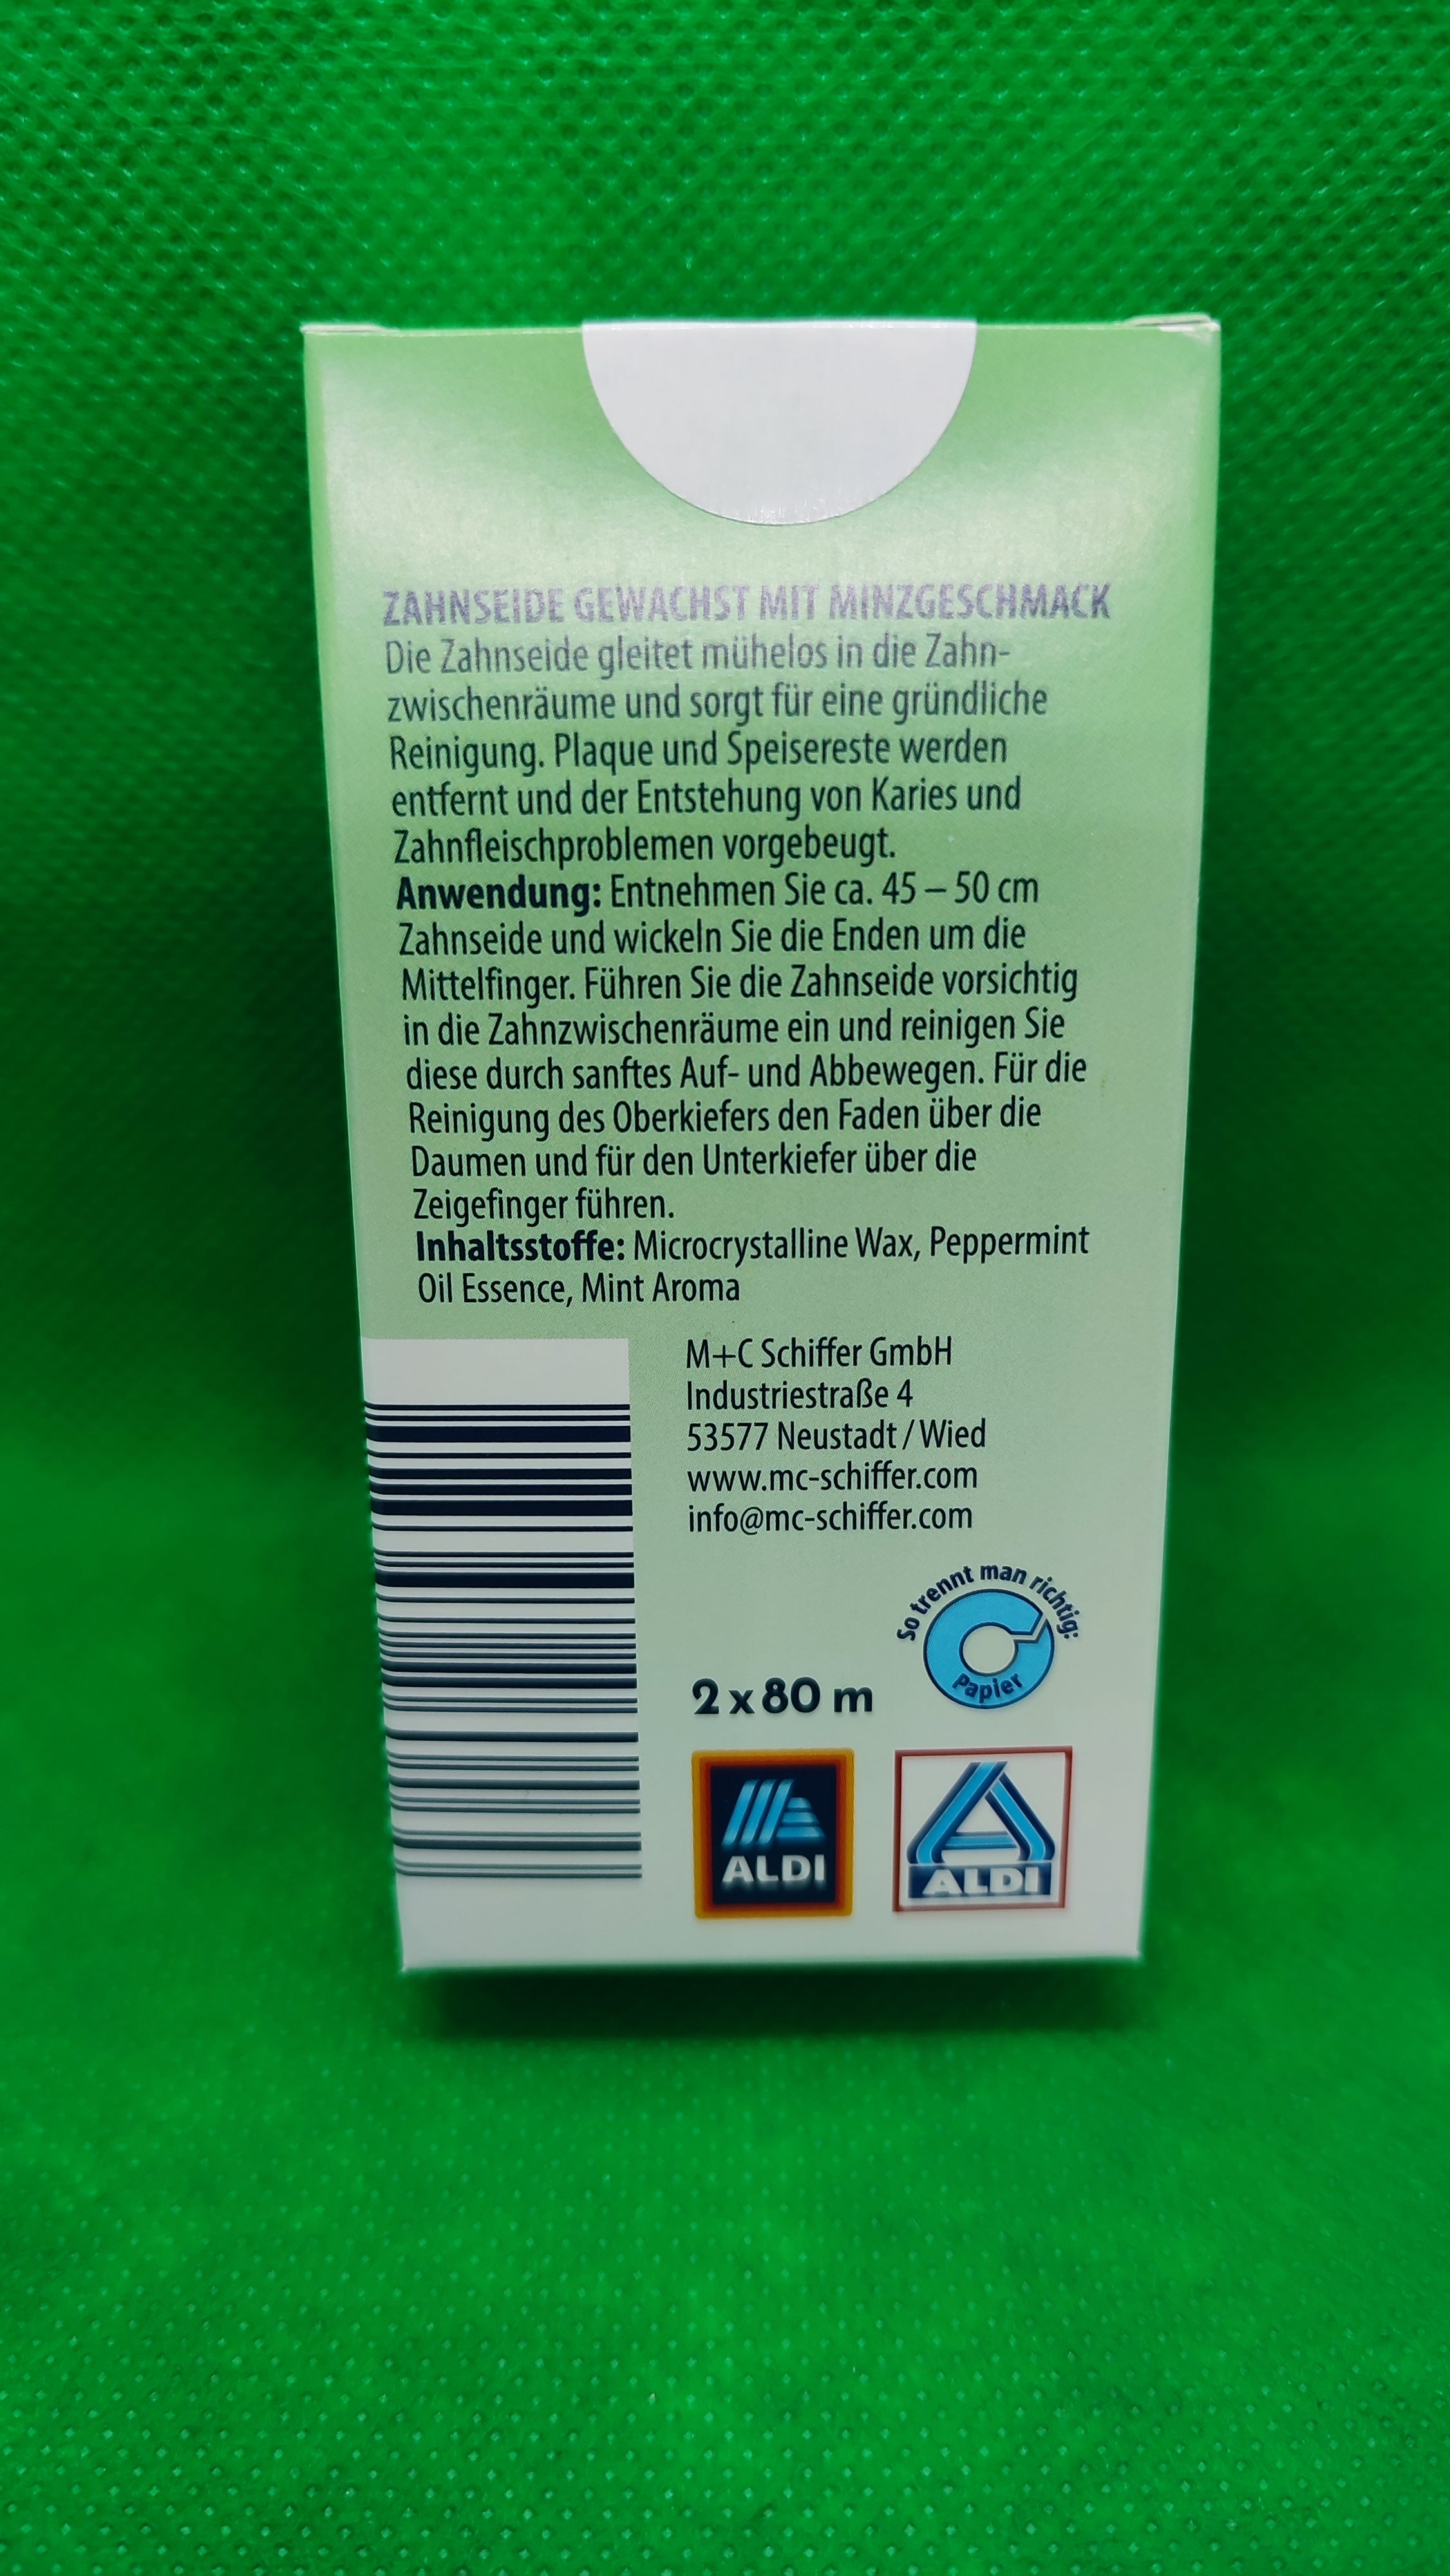 ZAHNSEIDE GEWACHST MIT MINZGESCHMACK
Die Zahnseide gleitet mühelos in die Zahn-
zwischenräume und sorgt für eine gründliche
Reinigung. Plaque und Speisereste werden
entfernt und der Entstehung von Karies und
Zahnfleischproblemen vorgebeugt.
Anwendung: Entnehmen Sie ca. 45 – 50 cm
Zahnseide und wickeln Sie die Enden um die
Mittelfinger. Führen Sie die Zahnseide vorsichtig
in die Zahnzwischenräume ein und reinigen Sie
diese durch sanftes Auf- und Abbewegen. Für die
Reinigung des Oberkiefers den Faden über die
Daumen und für den Unterkiefer über die
Zeigefinger führen.
Inhaltsstoffe: Microcrystalline Wax, Peppermint
Oil Essence, Mint Aroma
M+C Schiffer GmbH
Industriestraße 4
53577 Neustadt / Wied
www.mc-schiffer.com
info@mc-schiffer.com
So trennt man richtig:
Papier
2 x 80 m
ALDI
ALDI